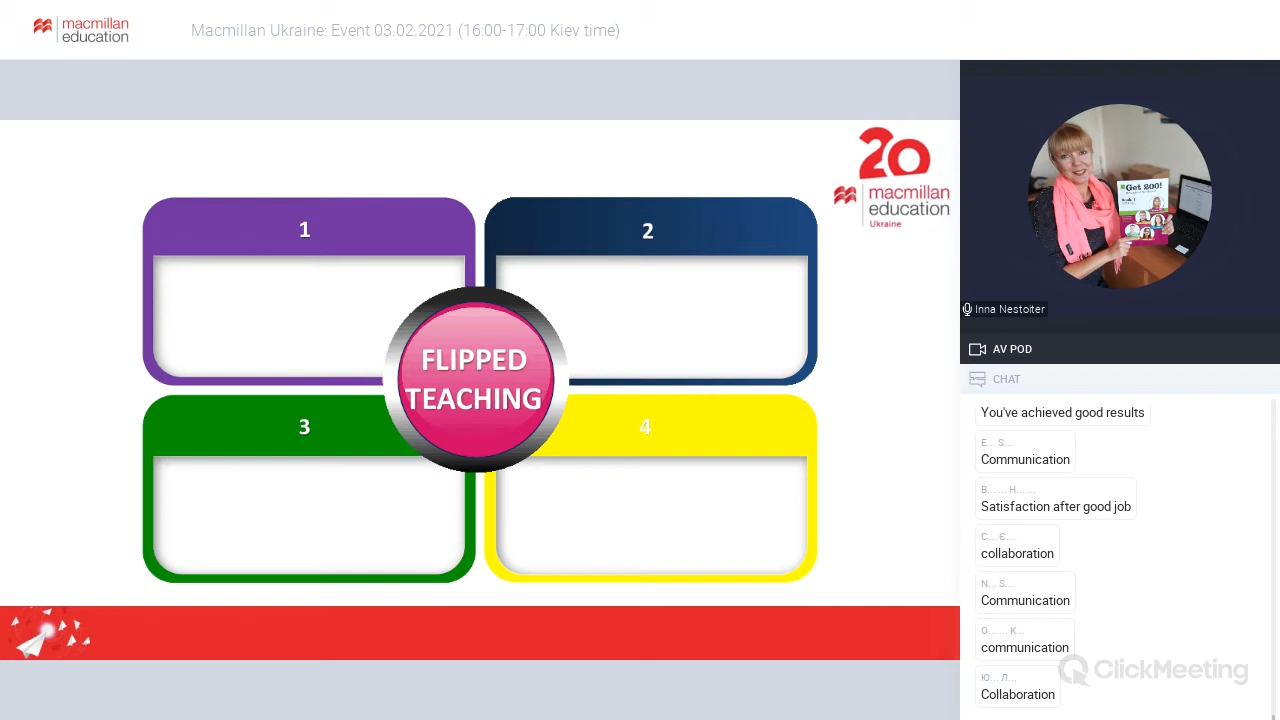 macmillan
education
Macmillan Ukraine: Event 03.02.2021 (16:00-17:00 Kiev time)
20
macmillan
education
Ukraine
1
2
FLIPPED
TEACHING
3
4
Get 200!
Inna Nestoiter
AV POD
CHAT
You've achieved good results
E... S...
Communication
В... ... Н... ...
Satisfaction after good job
С... Є...
collaboration
N... S...
Communication
О... ... К...
communication
Ю... Л...
Collaboration
ClickMeeting